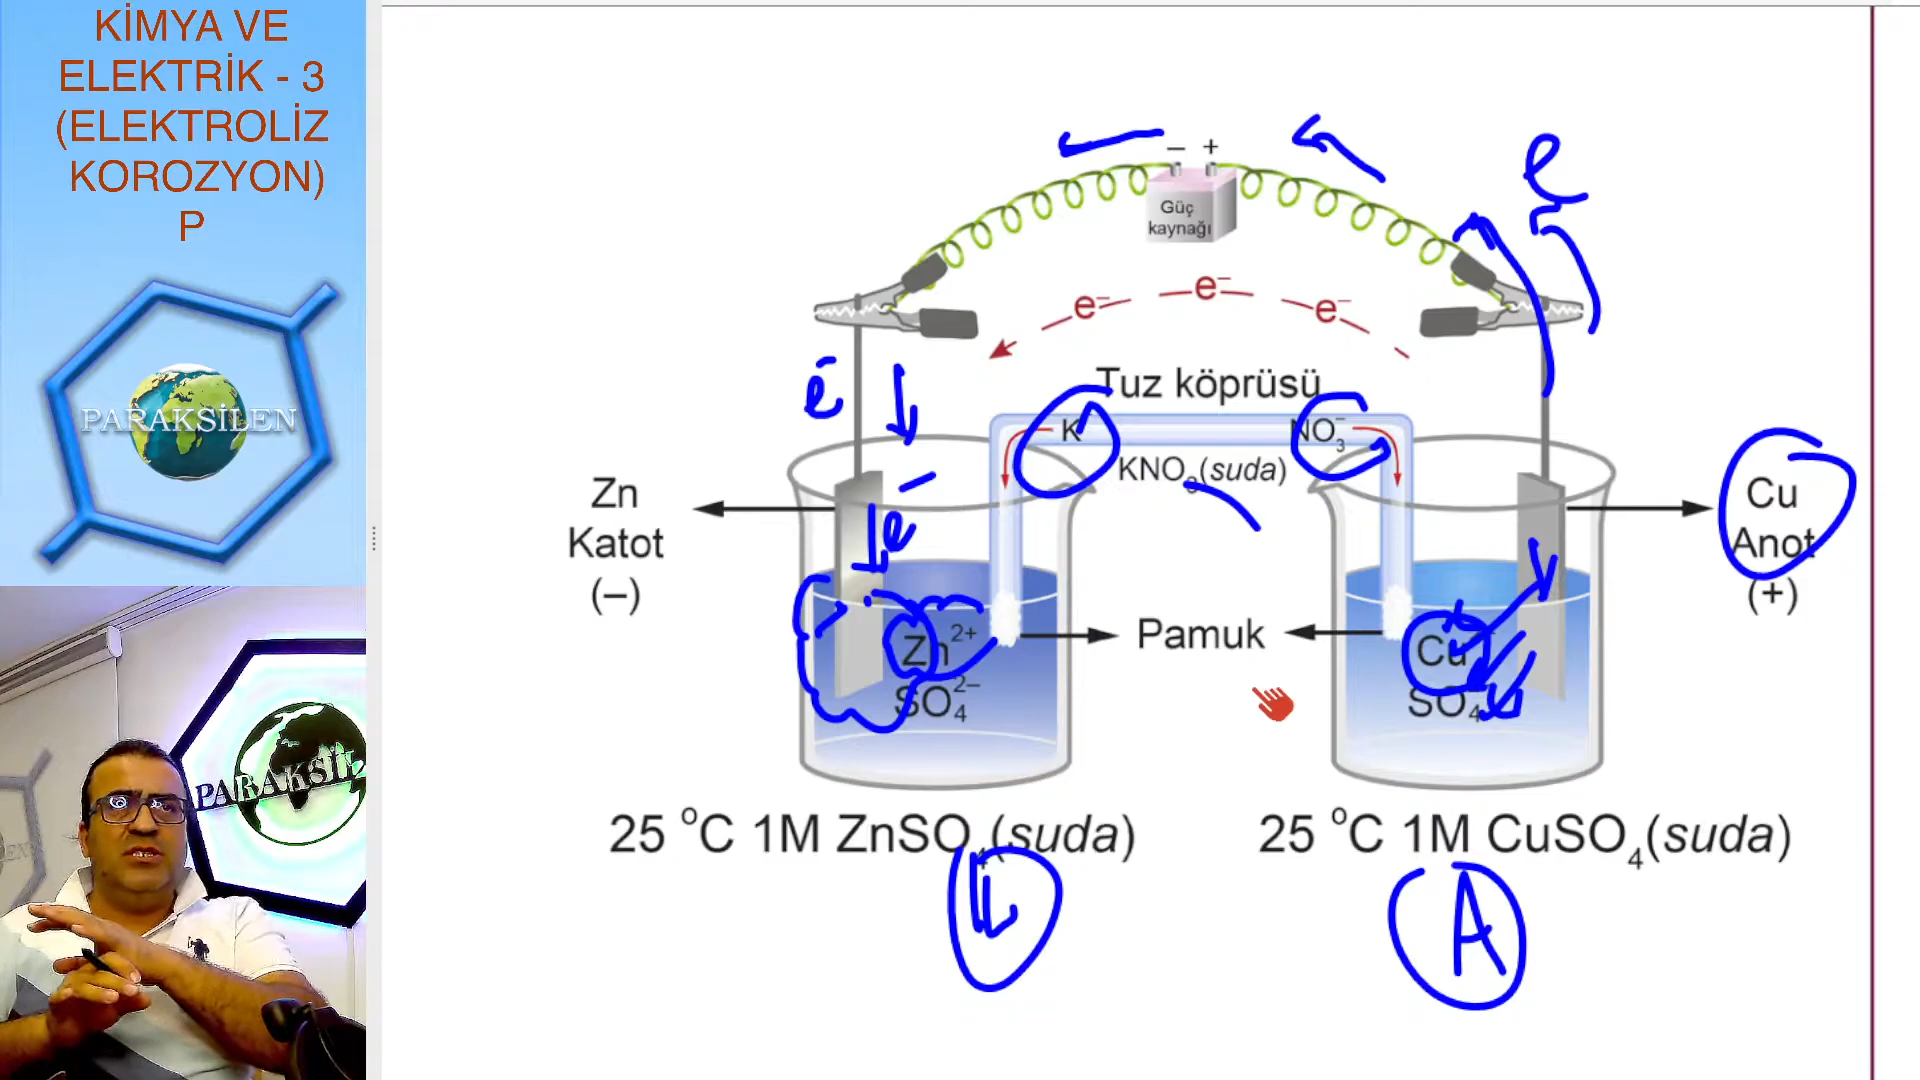 KİMYA VE
ELEKTRİK - 3
(ELEKTROLİZ
KOROZYON)
P
PARAKSİLEN
PARAKSİL
– +
Güç
kaynağı
e
e⁻ e⁻ e⁻
e⁻
Tuz köprüsü
K NO₃⁻
KNO₃(suda)
Zn
Katot
(–)
e
Cu
Anot
(+)
Zn²⁺
SO₄²⁻
Pamuk
Cu
SO₄
25 °C 1M ZnSO₄(suda)
25 °C 1M CuSO₄(suda)
A